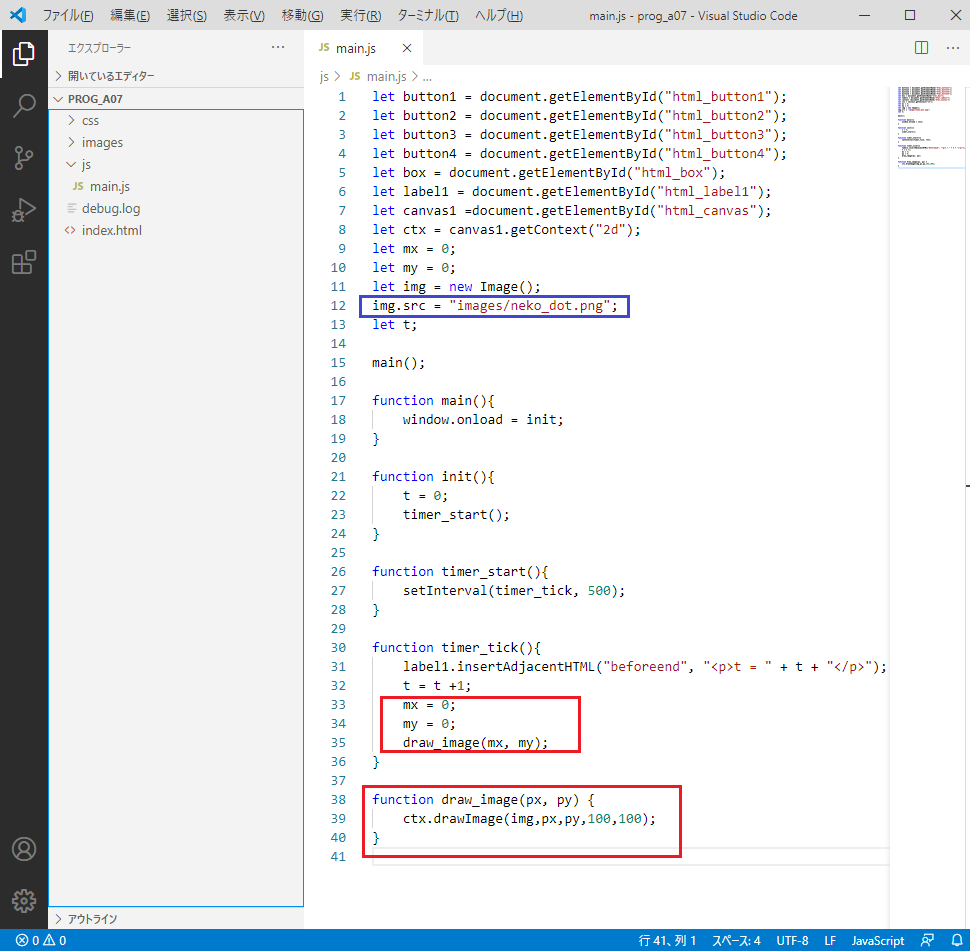 ファイル(F) 編集(E) 選択(S) 表示(V) 移動(G) 実行(R) ターミナル(T) ヘルプ(H) main.js - prog_a07 - Visual Studio Code
エクスプローラー ...
開いているエディター
PROG_A07
css
images
js
JS main.js
debug.log
index.html
アウトライン
JS main.js ×
js > JS main.js > ...
1 let button1 = document.getElementById("html_button1");
2 let button2 = document.getElementById("html_button2");
3 let button3 = document.getElementById("html_button3");
4 let button4 = document.getElementById("html_button4");
5 let box = document.getElementById("html_box");
6 let label1 = document.getElementById("html_label1");
7 let canvas1 =document.getElementById("html_canvas");
8 let ctx = canvas1.getContext("2d");
9 let mx = 0;
10 let my = 0;
11 let img = new Image();
12 img.src = "images/neko_dot.png";
13 let t;
14
15 main();
16
17 function main(){
18     window.onload = init;
19 }
20
21 function init(){
22     t = 0;
23     timer_start();
24 }
25
26 function timer_start(){
27     setInterval(timer_tick, 500);
28 }
29
30 function timer_tick(){
31     label1.insertAdjacentHTML("beforeend", "<p>t = " + t + "</p>");
32     t = t +1;
33     mx = 0;
34     my = 0;
35     draw_image(mx, my);
36 }
37
38 function draw_image(px, py) {
39     ctx.drawImage(img,px,py,100,100);
40 }
41
0 0 行 41、列 1 スペース: 4 UTF-8 LF JavaScript